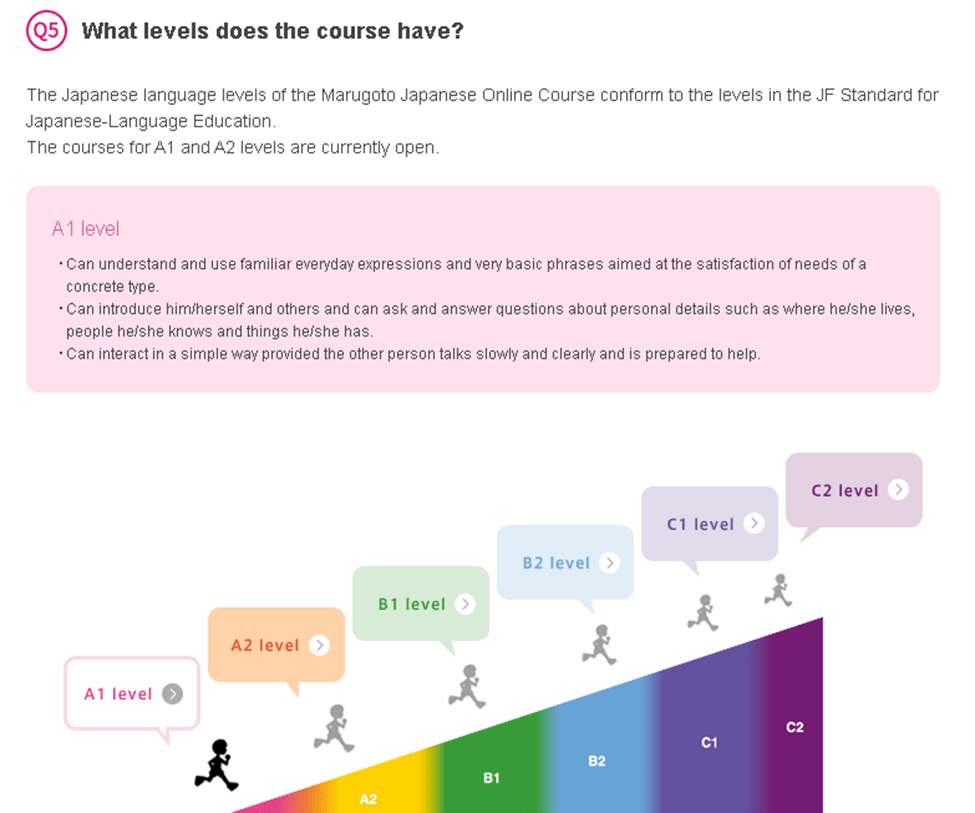 Q5 What levels does the course have?
The Japanese language levels of the Marugoto Japanese Online Course conform to the levels in the JF Standard for
Japanese-Language Education.
The courses for A1 and A2 levels are currently open.
A1 level
・Can understand and use familiar everyday expressions and very basic phrases aimed at the satisfaction of needs of a
concrete type.
・Can introduce him/herself and others and can ask and answer questions about personal details such as where he/she lives,
people he/she knows and things he/she has.
・Can interact in a simple way provided the other person talks slowly and clearly and is prepared to help.
C2 level
C1 level
B2 level
B1 level
A2 level
A1 level
C2
C1
B2
B1
A2